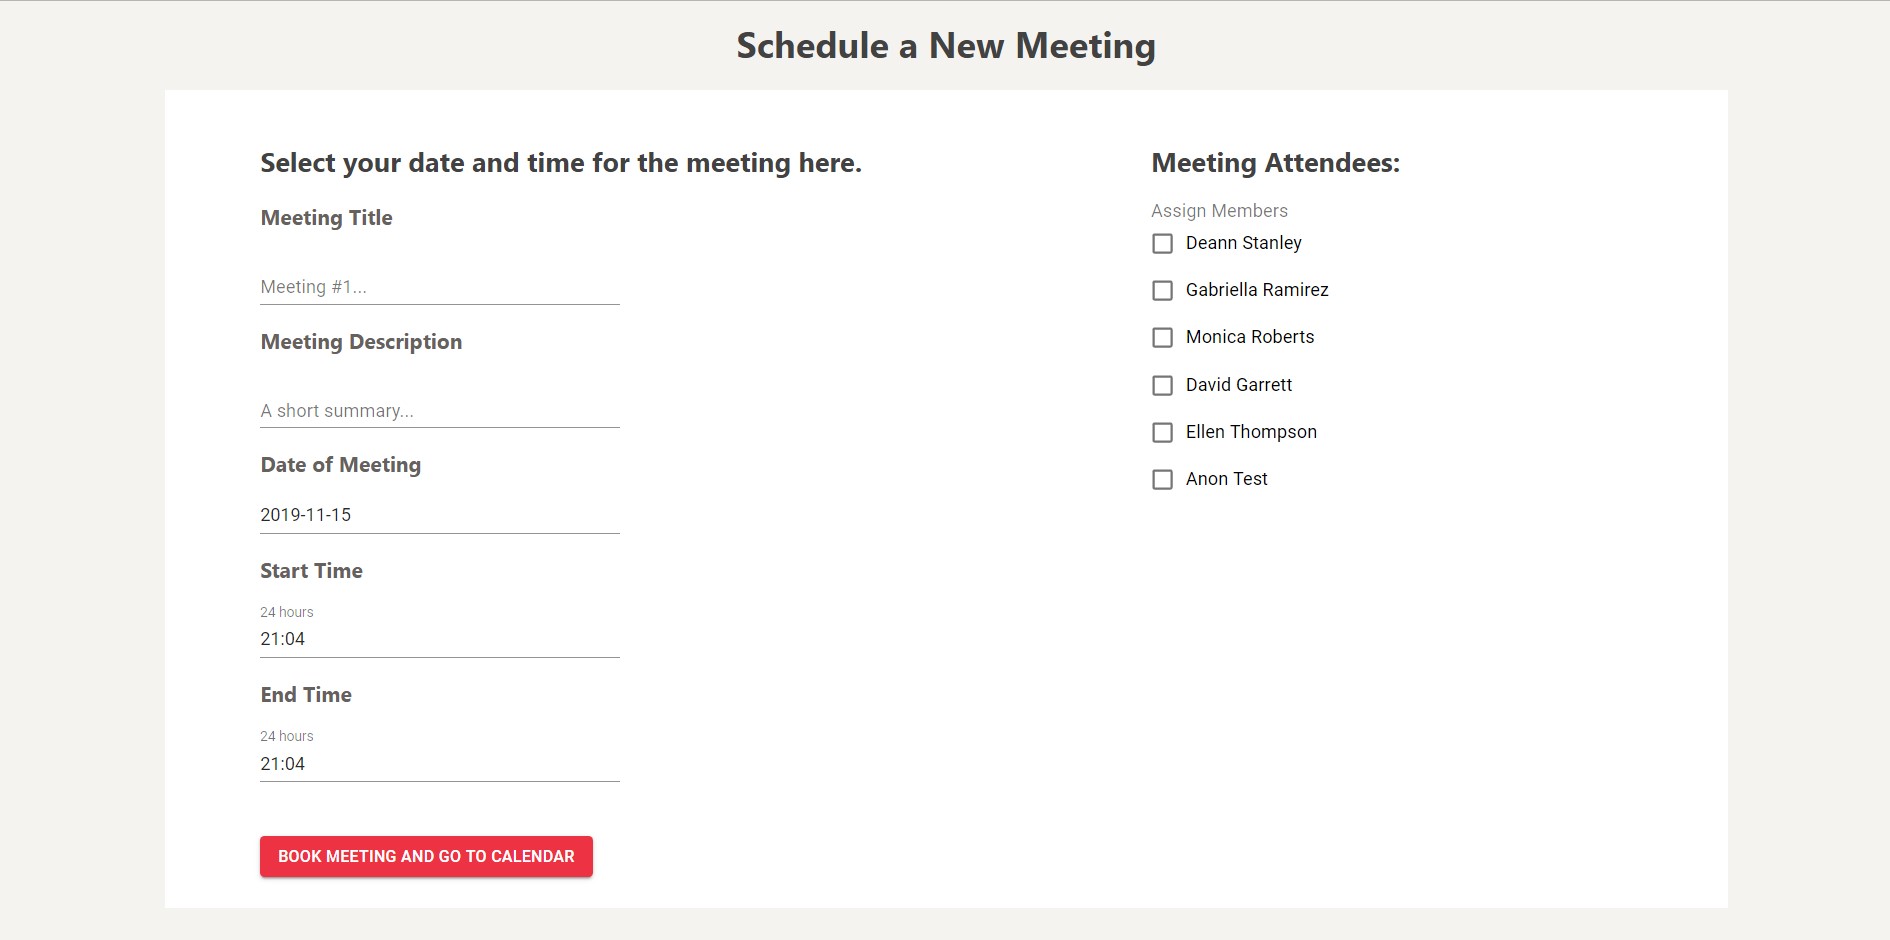 Schedule a New Meeting
Select your date and time for the meeting here.
Meeting Title
Meeting #1...
Meeting Description
A short summary...
Date of Meeting
2019-11-15
Start Time
24 hours
21:04
End Time
24 hours
21:04
BOOK MEETING AND GO TO CALENDAR
Meeting Attendees:
Assign Members
Deann Stanley
Gabriella Ramirez
Monica Roberts
David Garrett
Ellen Thompson
Anon Test